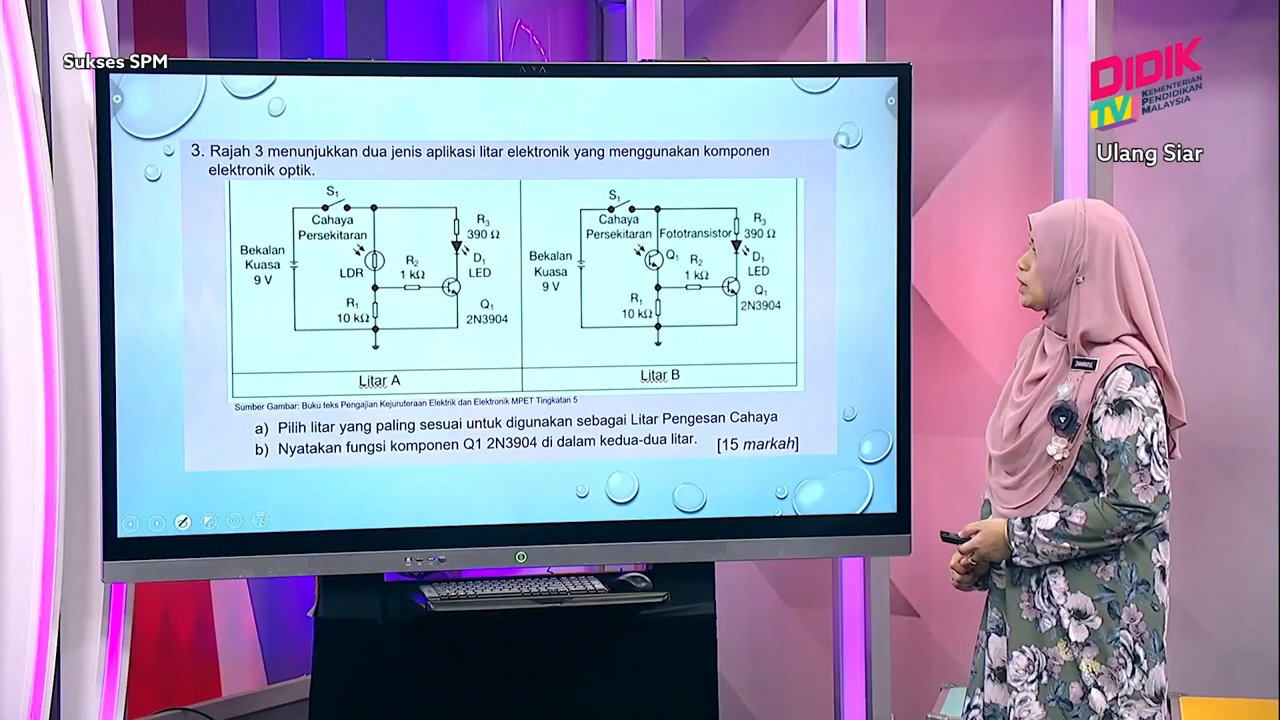 Sukses SPM
DIDIK
TV
KEMENTERIAN
PENDIDIKAN
MALAYSIA
Ulang Siar
3. Rajah 3 menunjukkan dua jenis aplikasi litar elektronik yang menggunakan komponen
elektronik optik.
S₁
Cahaya
Persekitaran
Bekalan
Kuasa
9 V
LDR
R₁
10 kΩ
R₂
1 kΩ
R₃
390 Ω
D₁
LED
Q₁
2N3904
Litar A
S₁
Cahaya
Persekitaran
Fototransistor
Bekalan
Kuasa
9 V
Q₁
R₁
10 kΩ
R₂
1 kΩ
R₃
390 Ω
D₁
LED
Q₁
2N3904
Litar B
Sumber Gambar: Buku teks Pengajian Kejuruteraan Elektrik dan Elektronik MPET Tingkatan 5
a) Pilih litar yang paling sesuai untuk digunakan sebagai Litar Pengesan Cahaya
b) Nyatakan fungsi komponen Q1 2N3904 di dalam kedua-dua litar. [15 markah]